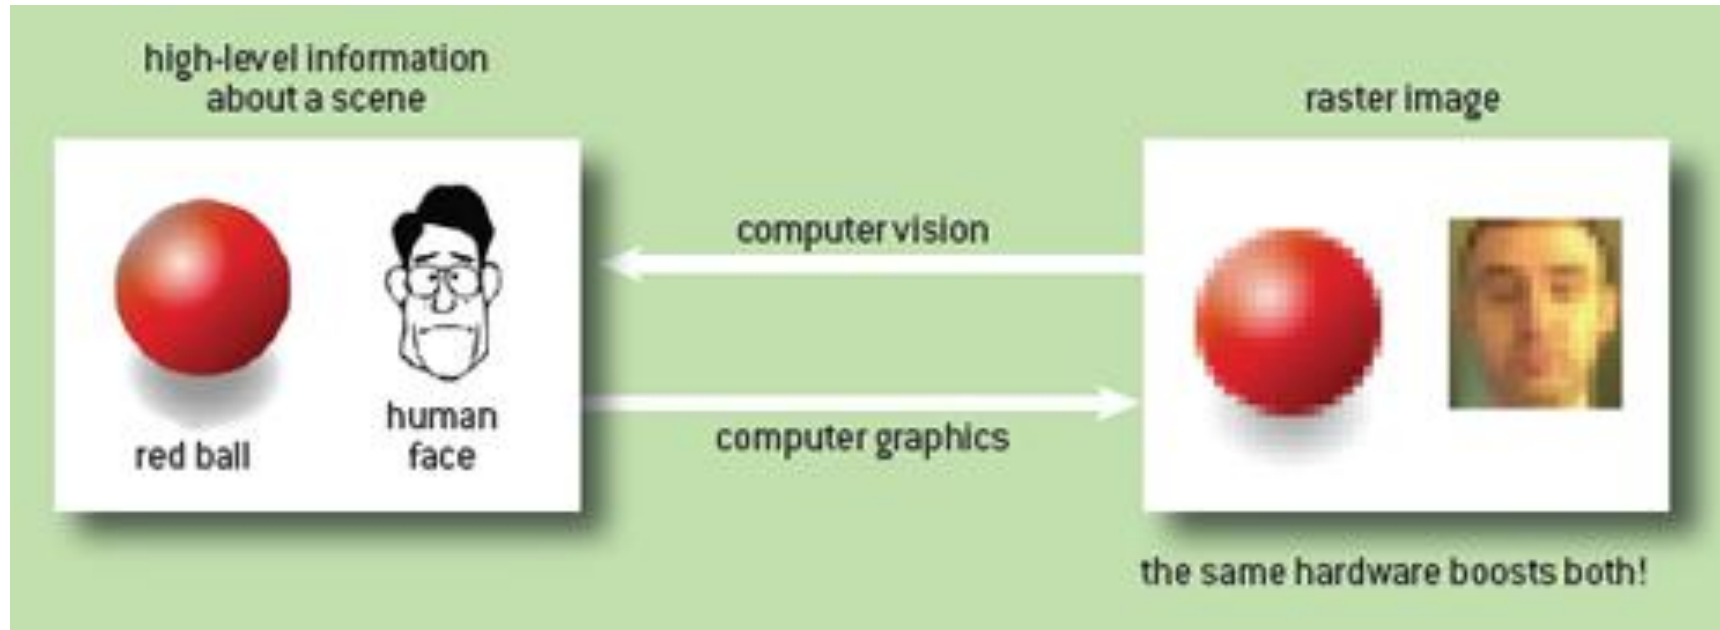 high-level information
about a scene
red ball
human
face
computer vision
computer graphics
raster image
the same hardware boosts both!